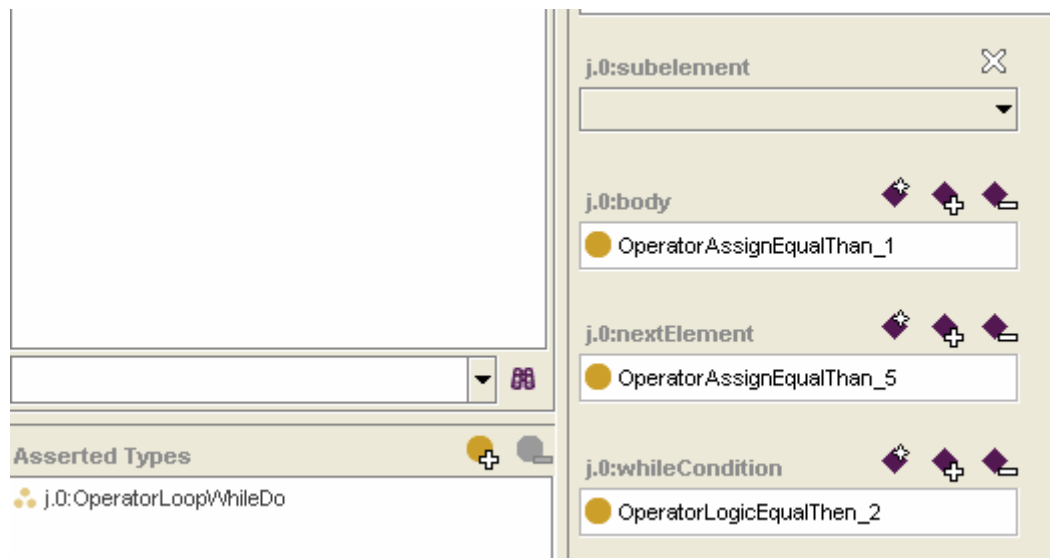 Asserted Types
j.0:OperatorLoopWhileDo
j.0:subelement
j.0:body
OperatorAssignEqualThan_1
j.0:nextElement
OperatorAssignEqualThan_5
j.0:whileCondition
OperatorLogicEqualThen_2